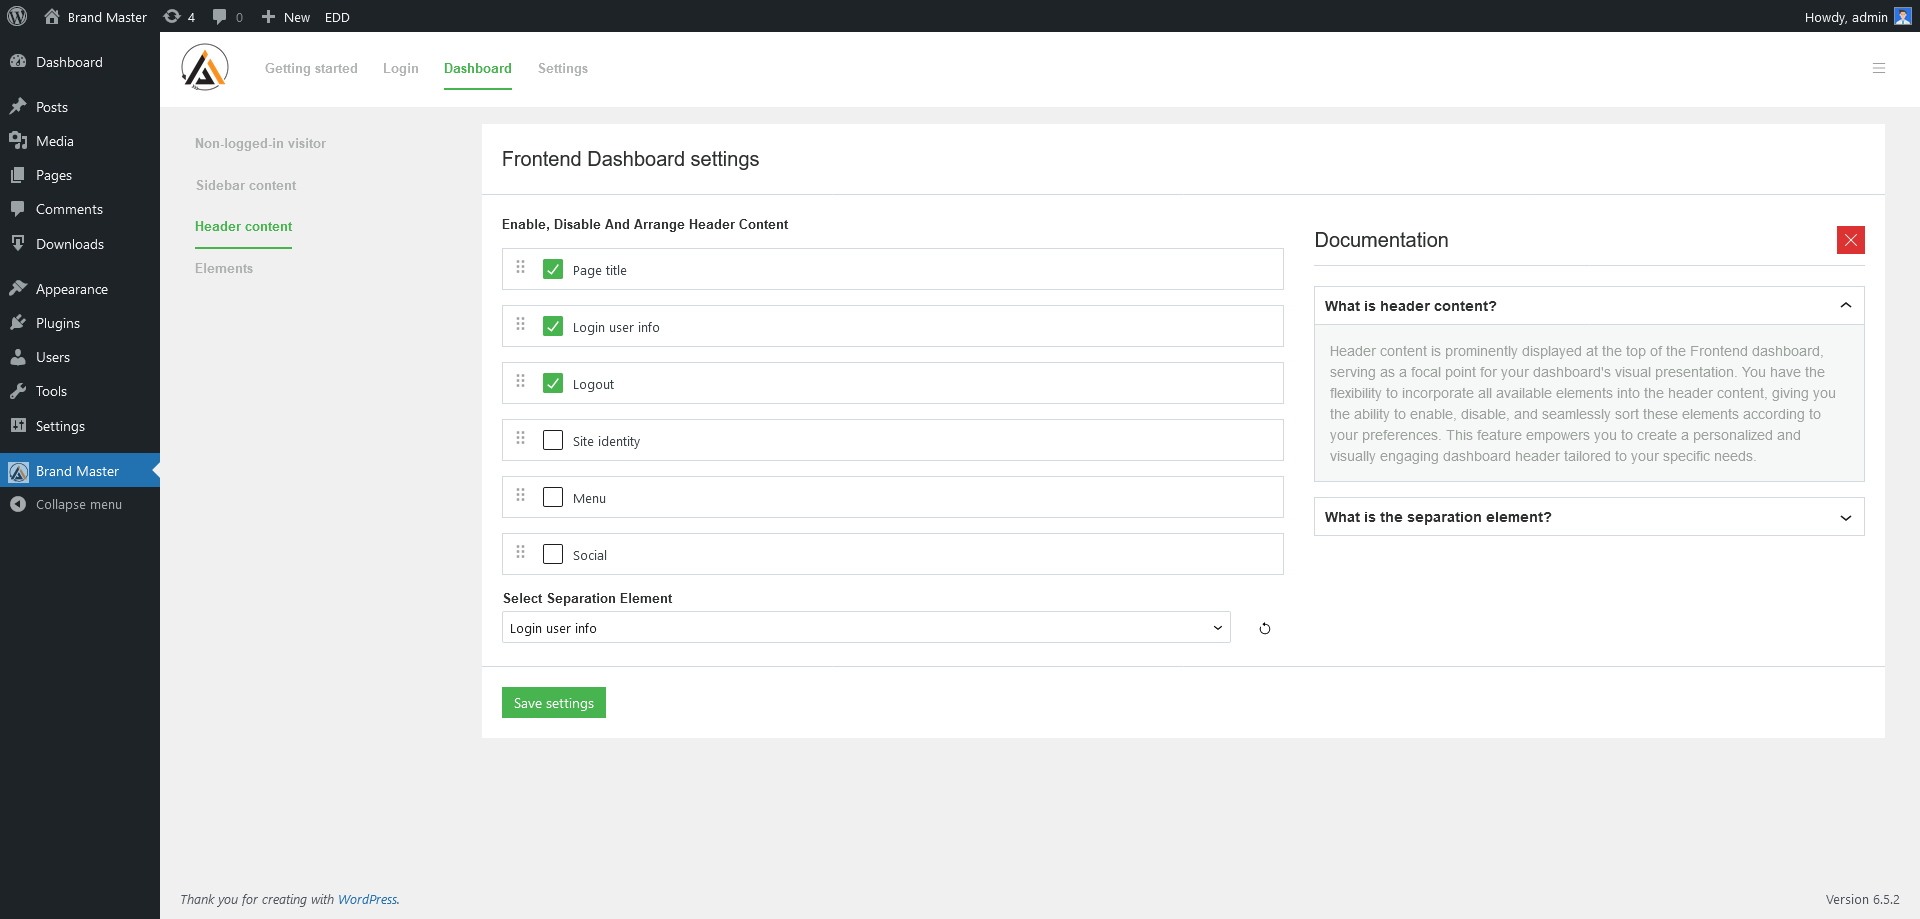 Brand Master
4
0
New
EDD
Howdy, admin
Dashboard
Posts
Media
Pages
Comments
Downloads
Appearance
Plugins
Users
Tools
Settings
Brand Master
Collapse menu
Getting started
Login
Dashboard
Settings
Non-logged-in visitor
Sidebar content
Header content
Elements
Frontend Dashboard settings
Enable, Disable And Arrange Header Content
Page title
Login user info
Logout
Site identity
Menu
Social
Select Separation Element
Login user info
Save settings
Documentation
What is header content?
Header content is prominently displayed at the top of the Frontend dashboard,
serving as a focal point for your dashboard's visual presentation. You have the
flexibility to incorporate all available elements into the header content, giving you
the ability to enable, disable, and seamlessly sort these elements according to
your preferences. This feature empowers you to create a personalized and
visually engaging dashboard header tailored to your specific needs.
What is the separation element?
Thank you for creating with WordPress.
Version 6.5.2